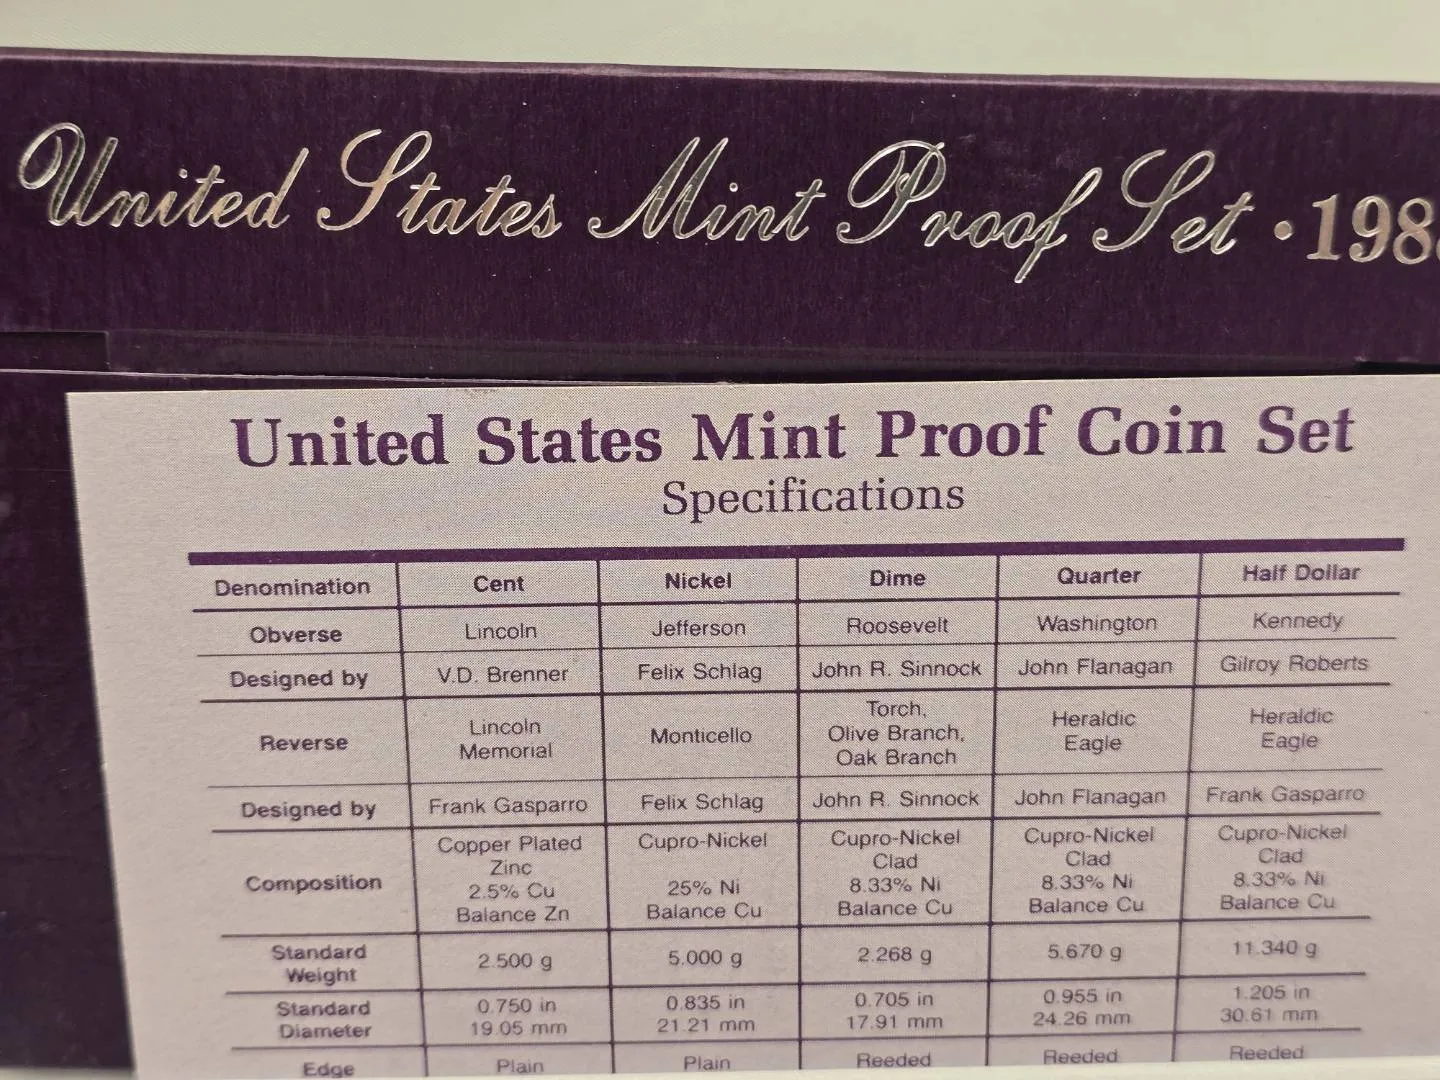 United States Mint Proof Set · 198
United States Mint Proof Coin Set
Specifications
Denomination Cent Nickel Dime Quarter Half Dollar
Obverse Lincoln Jefferson Roosevelt Washington Kennedy
Designed by V.D. Brenner Felix Schlag John R. Sinnock John Flanagan Gilroy Roberts
Reverse Lincoln Memorial Monticello Torch, Olive Branch, Oak Branch Heraldic Eagle Heraldic Eagle
Designed by Frank Gasparro Felix Schlag John R. Sinnock John Flanagan Frank Gasparro
Composition Copper Plated Zinc 2.5% Cu Balance Zn Cupro-Nickel 25% Ni Balance Cu Cupro-Nickel Clad 8.33% Ni Balance Cu Cupro-Nickel Clad 8.33% Ni Balance Cu Cupro-Nickel Clad 8.33% Ni Balance Cu
Standard Weight 2.500 g 5.000 g 2.268 g 5.670 g 11.340 g
Standard Diameter 0.750 in 19.05 mm 0.835 in 21.21 mm 0.705 in 17.91 mm 0.955 in 24.26 mm 1.205 in 30.61 mm
Edge Plain Plain Reeded Reeded Reeded